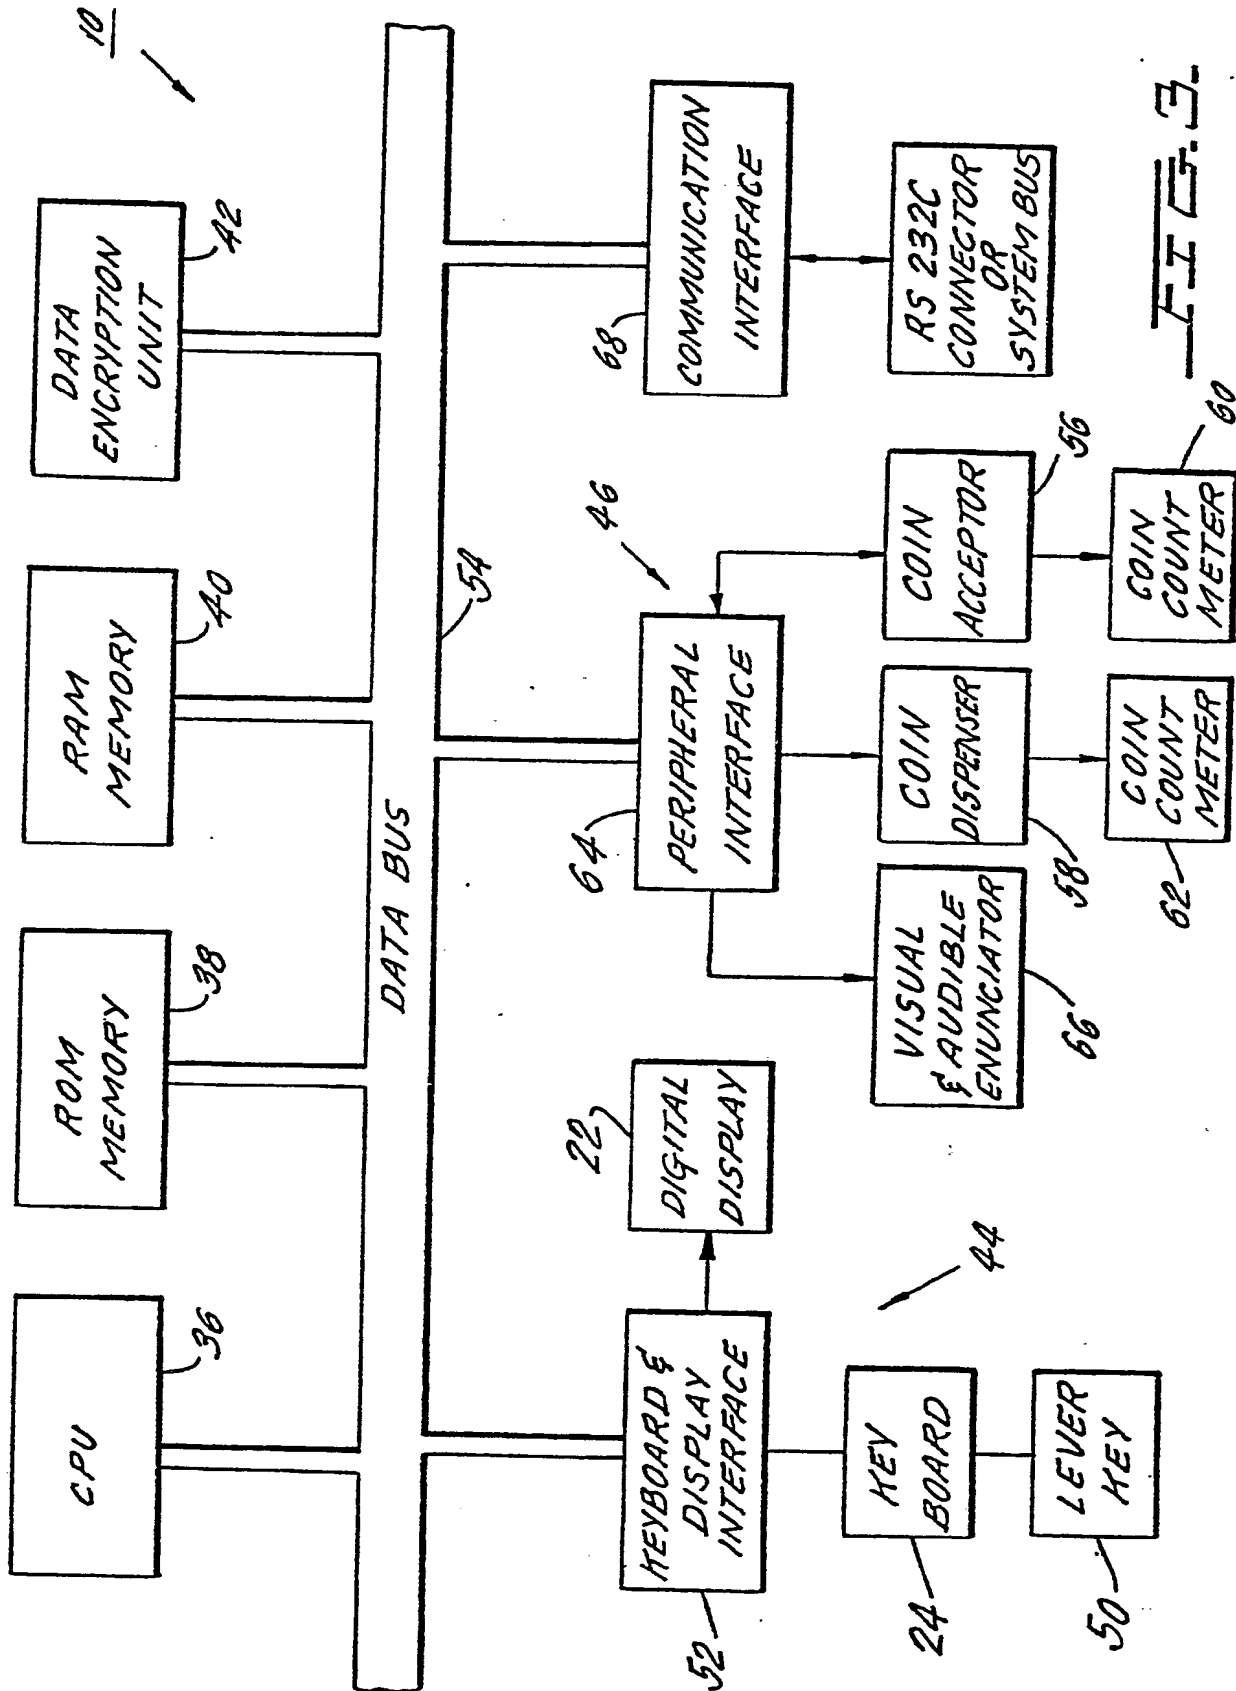 10
CPU
36
ROM
MEMORY
38
RAM
MEMORY
40
DATA
ENCRYPTION
UNIT
42
DATA BUS
54
KEYBOARD &
DISPLAY
INTERFACE
52
DIGITAL
DISPLAY
22
44
KEY
BOARD
24
LEVER
KEY
50
PERIPHERAL
INTERFACE
64
46
VISUAL
& AUDIBLE
ENUNCIATOR
66
COIN
DISPENSER
58
COIN
COUNT
METER
62
COIN
ACCEPTOR
56
COIN
COUNT
METER
60
COMMUNICATION
INTERFACE
68
RS 232C
CONNECTOR
OR
SYSTEM BUS
FIG.3.